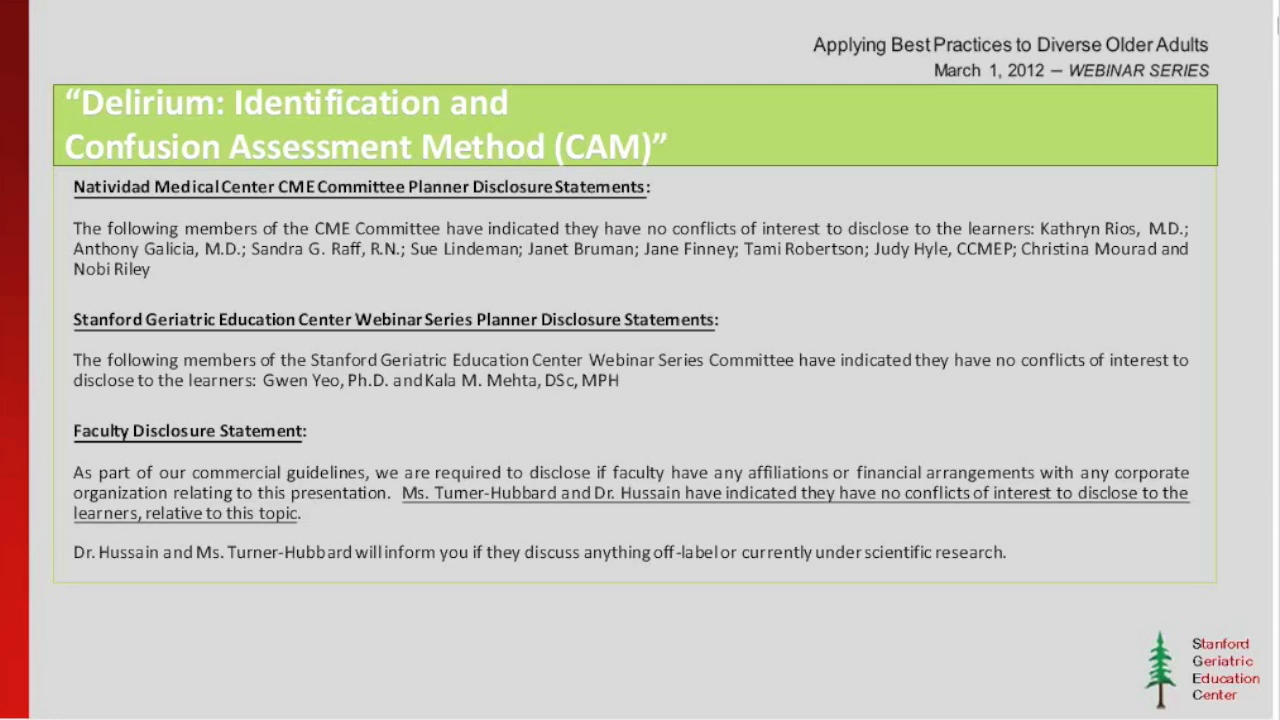 Applying Best Practices to Diverse Older Adults
March 1, 2012 — WEBINAR SERIES
“Delirium: Identification and
Confusion Assessment Method (CAM)”
Natividad Medical Center CME Committee Planner Disclosure Statements:
The following members of the CME Committee have indicated they have no conflicts of interest to disclose to the learners: Kathryn Rios, M.D.;
Anthony Galicia, M.D.; Sandra G. Raff, R.N.; Sue Lindeman; Janet Bruman; Jane Finney; Tami Robertson; Judy Hyle, CCMEP; Christina Mourad and
Nobi Riley
Stanford Geriatric Education Center Webinar Series Planner Disclosure Statements:
The following members of the Stanford Geriatric Education Center Webinar Series Committee have indicated they have no conflicts of interest to
disclose to the learners: Gwen Yeo, Ph.D. and Kala M. Mehta, DSc, MPH
Faculty Disclosure Statement:
As part of our commercial guidelines, we are required to disclose if faculty have any affiliations or financial arrangements with any corporate
organization relating to this presentation. Ms. Turner-Hubbard and Dr. Hussain have indicated they have no conflicts of interest to disclose to the
learners, relative to this topic.
Dr. Hussain and Ms. Turner-Hubbard will inform you if they discuss anything off-label or currently under scientific research.
Stanford
Geriatric
Education
Center